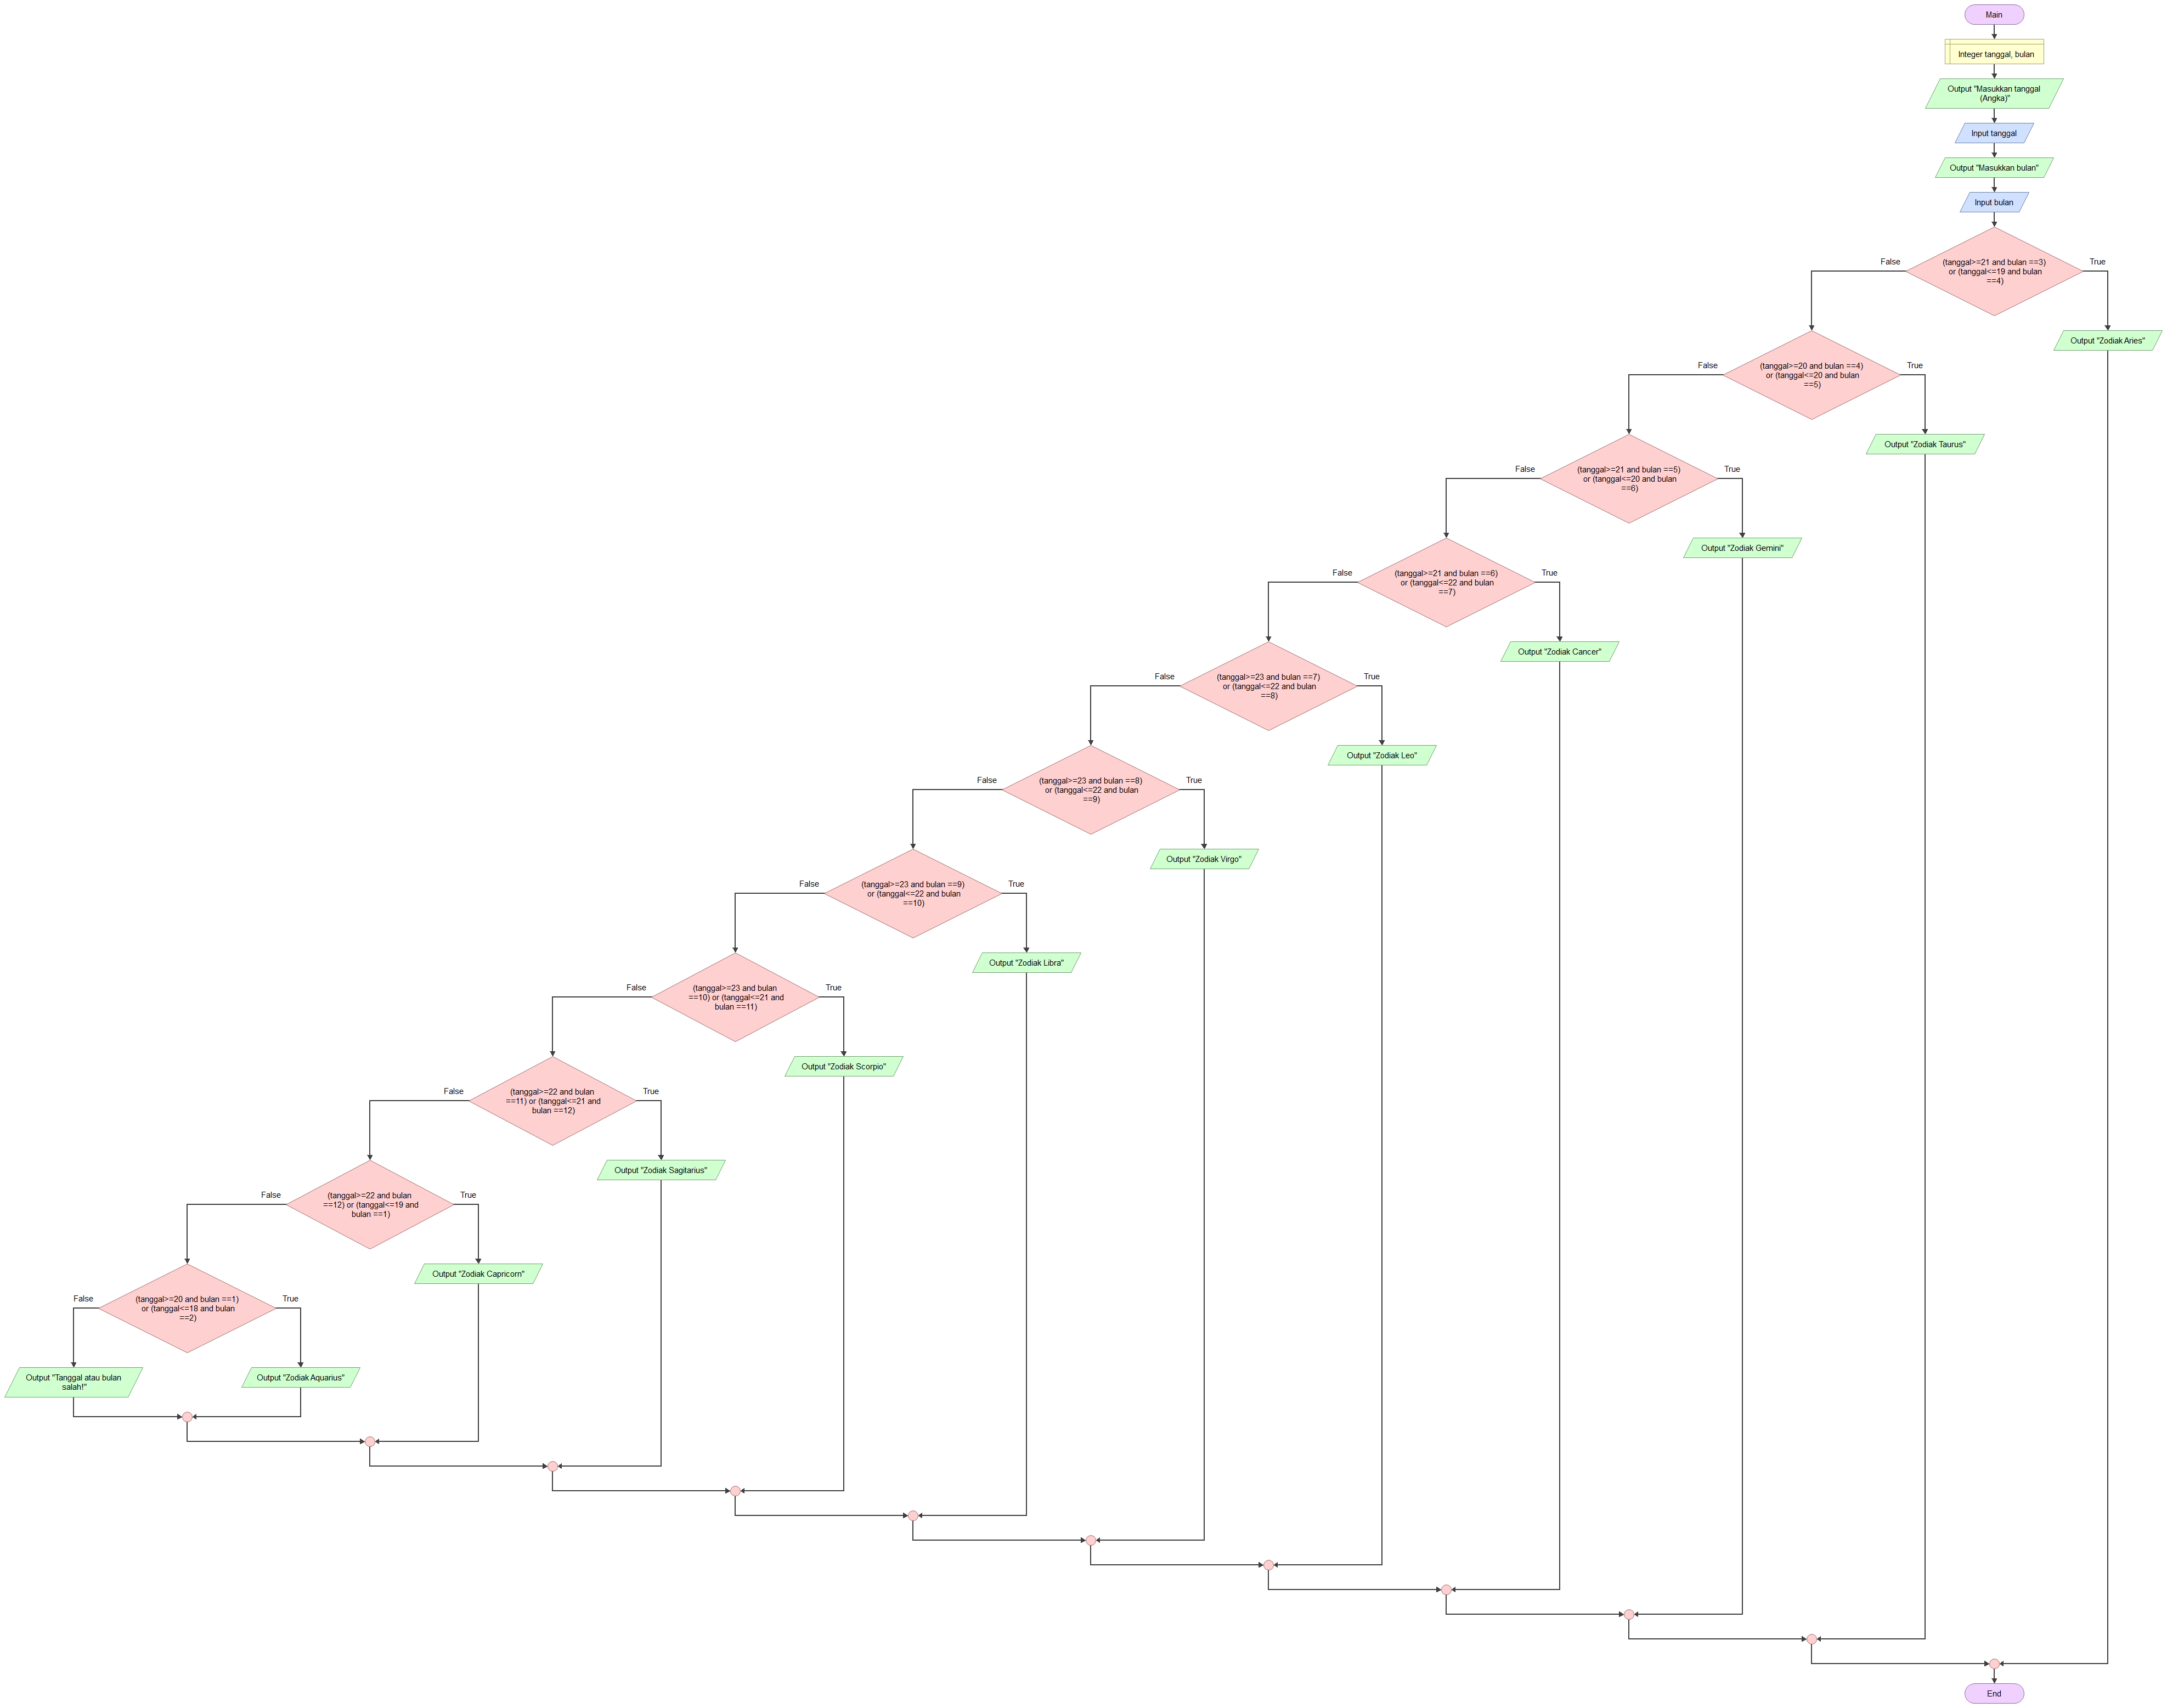 Main
Integer tanggal, bulan
Output "Masukkan tanggal
(Angka)"
Input tanggal
Output "Masukkan bulan"
Input bulan
False
(tanggal>=21 and bulan ==3)
or (tanggal<=19 and bulan
==4)
True
Output "Zodiak Aries"
False
(tanggal>=20 and bulan ==4)
or (tanggal<=20 and bulan
==5)
True
Output "Zodiak Taurus"
False
(tanggal>=21 and bulan ==5)
or (tanggal<=20 and bulan
==6)
True
Output "Zodiak Gemini"
False
(tanggal>=21 and bulan ==6)
or (tanggal<=22 and bulan
==7)
True
Output "Zodiak Cancer"
False
(tanggal>=23 and bulan ==7)
or (tanggal<=22 and bulan
==8)
True
Output "Zodiak Leo"
False
(tanggal>=23 and bulan ==8)
or (tanggal<=22 and bulan
==9)
True
Output "Zodiak Virgo"
False
(tanggal>=23 and bulan ==9)
or (tanggal<=22 and bulan
==10)
True
Output "Zodiak Libra"
False
(tanggal>=23 and bulan
==10) or (tanggal<=21 and
bulan ==11)
True
Output "Zodiak Scorpio"
False
(tanggal>=22 and bulan
==11) or (tanggal<=21 and
bulan ==12)
True
Output "Zodiak Sagitarius"
False
(tanggal>=22 and bulan
==12) or (tanggal<=19 and
bulan ==1)
True
Output "Zodiak Capricorn"
False
(tanggal>=20 and bulan ==1)
or (tanggal<=18 and bulan
==2)
True
Output "Tanggal atau bulan
salah!"
Output "Zodiak Aquarius"
End